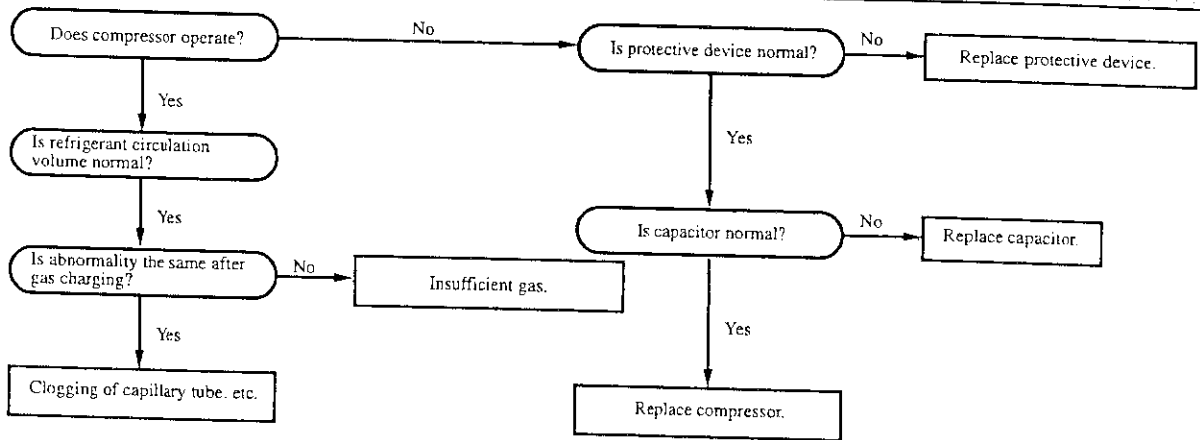 Does compressor operate?
No
Is protective device normal?
No
Replace protective device.
Yes
Is refrigerant circulation
volume normal?
Yes
Yes
Is abnormality the same after
gas charging?
No
Insufficient gas.
Is capacitor normal?
No
Replace capacitor.
Yes
Clogging of capillary tube. etc.
Yes
Replace compressor.